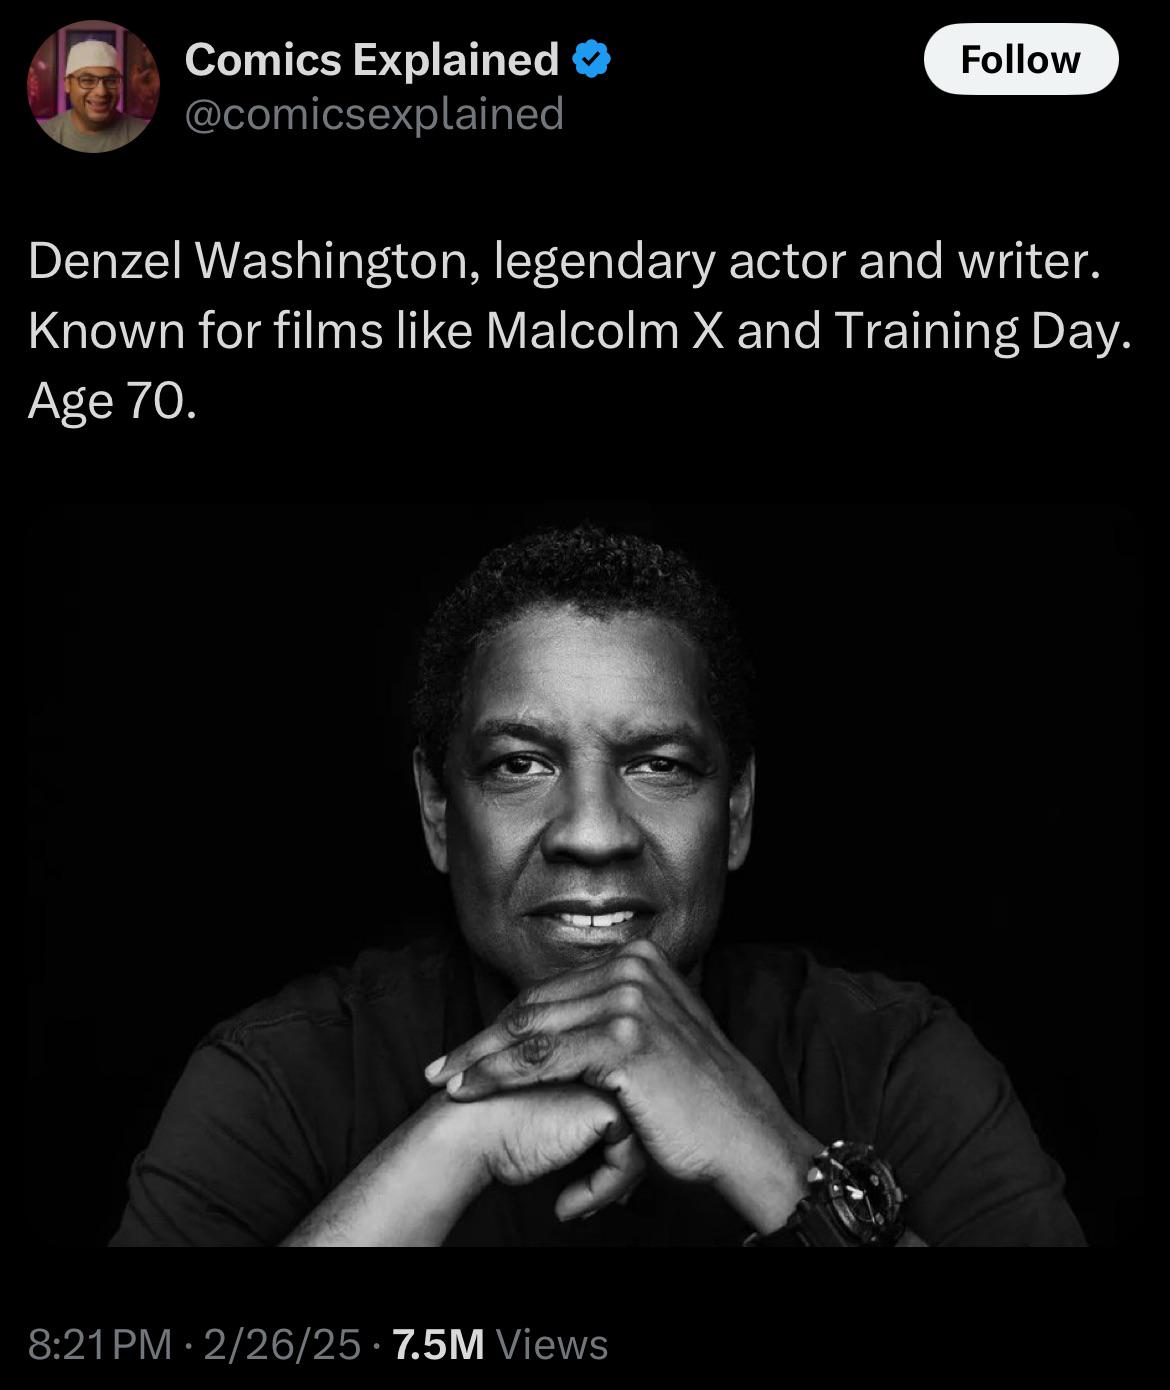 Comics Explained
Follow
@comicsexplained
Denzel Washington, legendary actor and writer.
Known for films like Malcolm X and Training Day.
Age 70.
8:21 PM · 2/26/25 · 7.5M Views